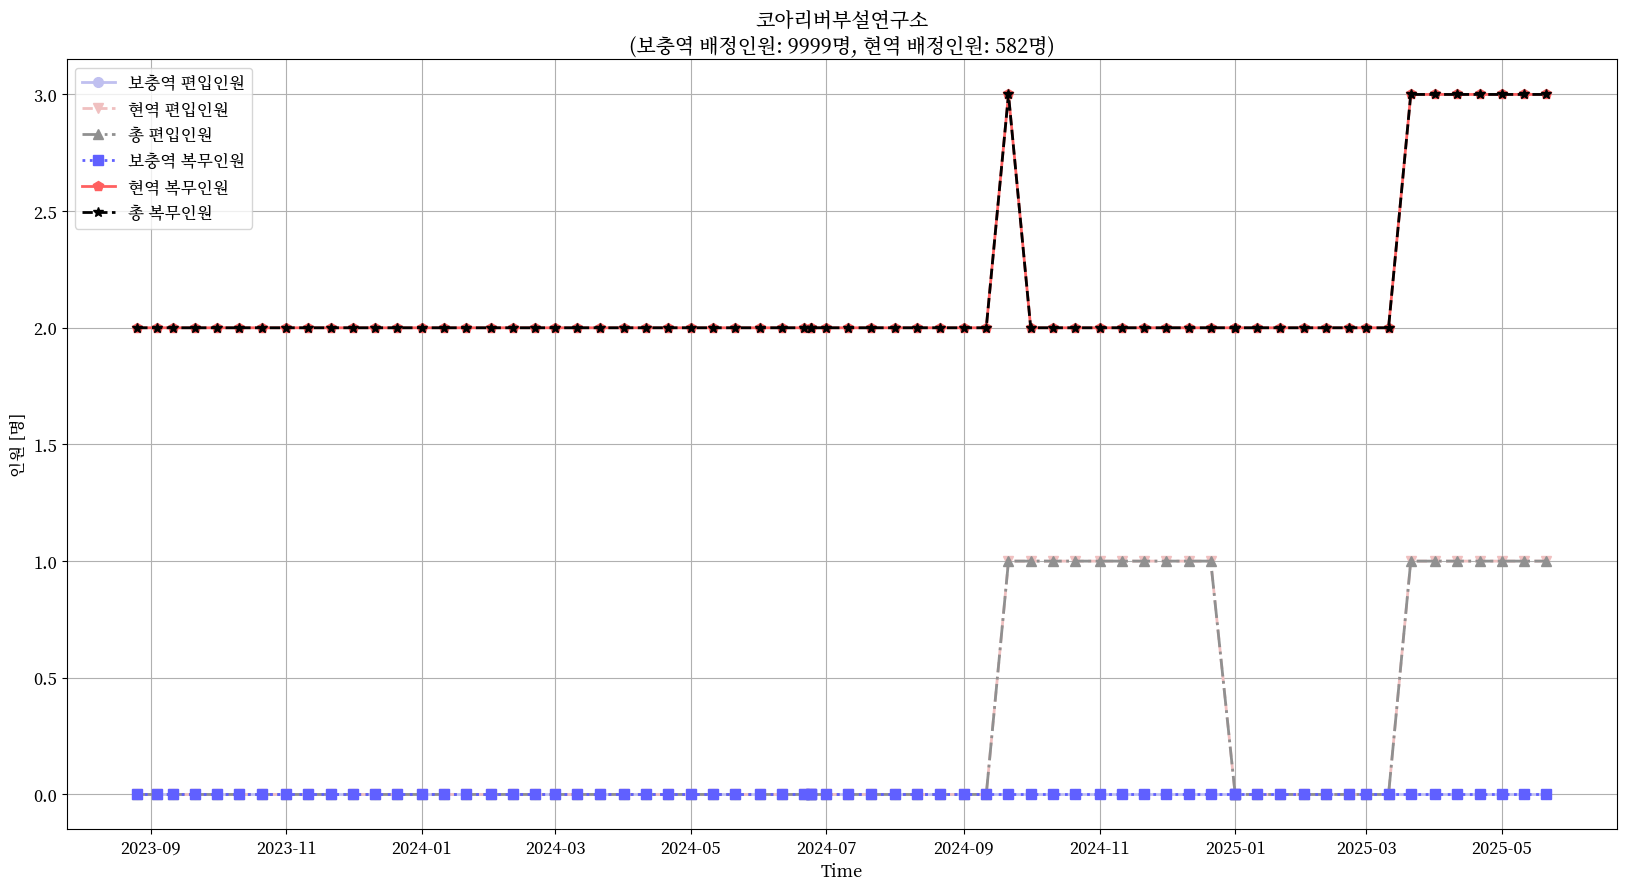 코아리버부설연구소
(보충역 배정인원: 9999명, 현역 배정인원: 582명)
보충역 편입인원
현역 편입인원
총 편입인원
보충역 복무인원
현역 복무인원
총 복무인원
인원 [명]
3.0
2.5
2.0
1.5
1.0
0.5
0.0
2023-09 2023-11 2024-01 2024-03 2024-05 2024-07 2024-09 2024-11 2025-01 2025-03 2025-05
Time